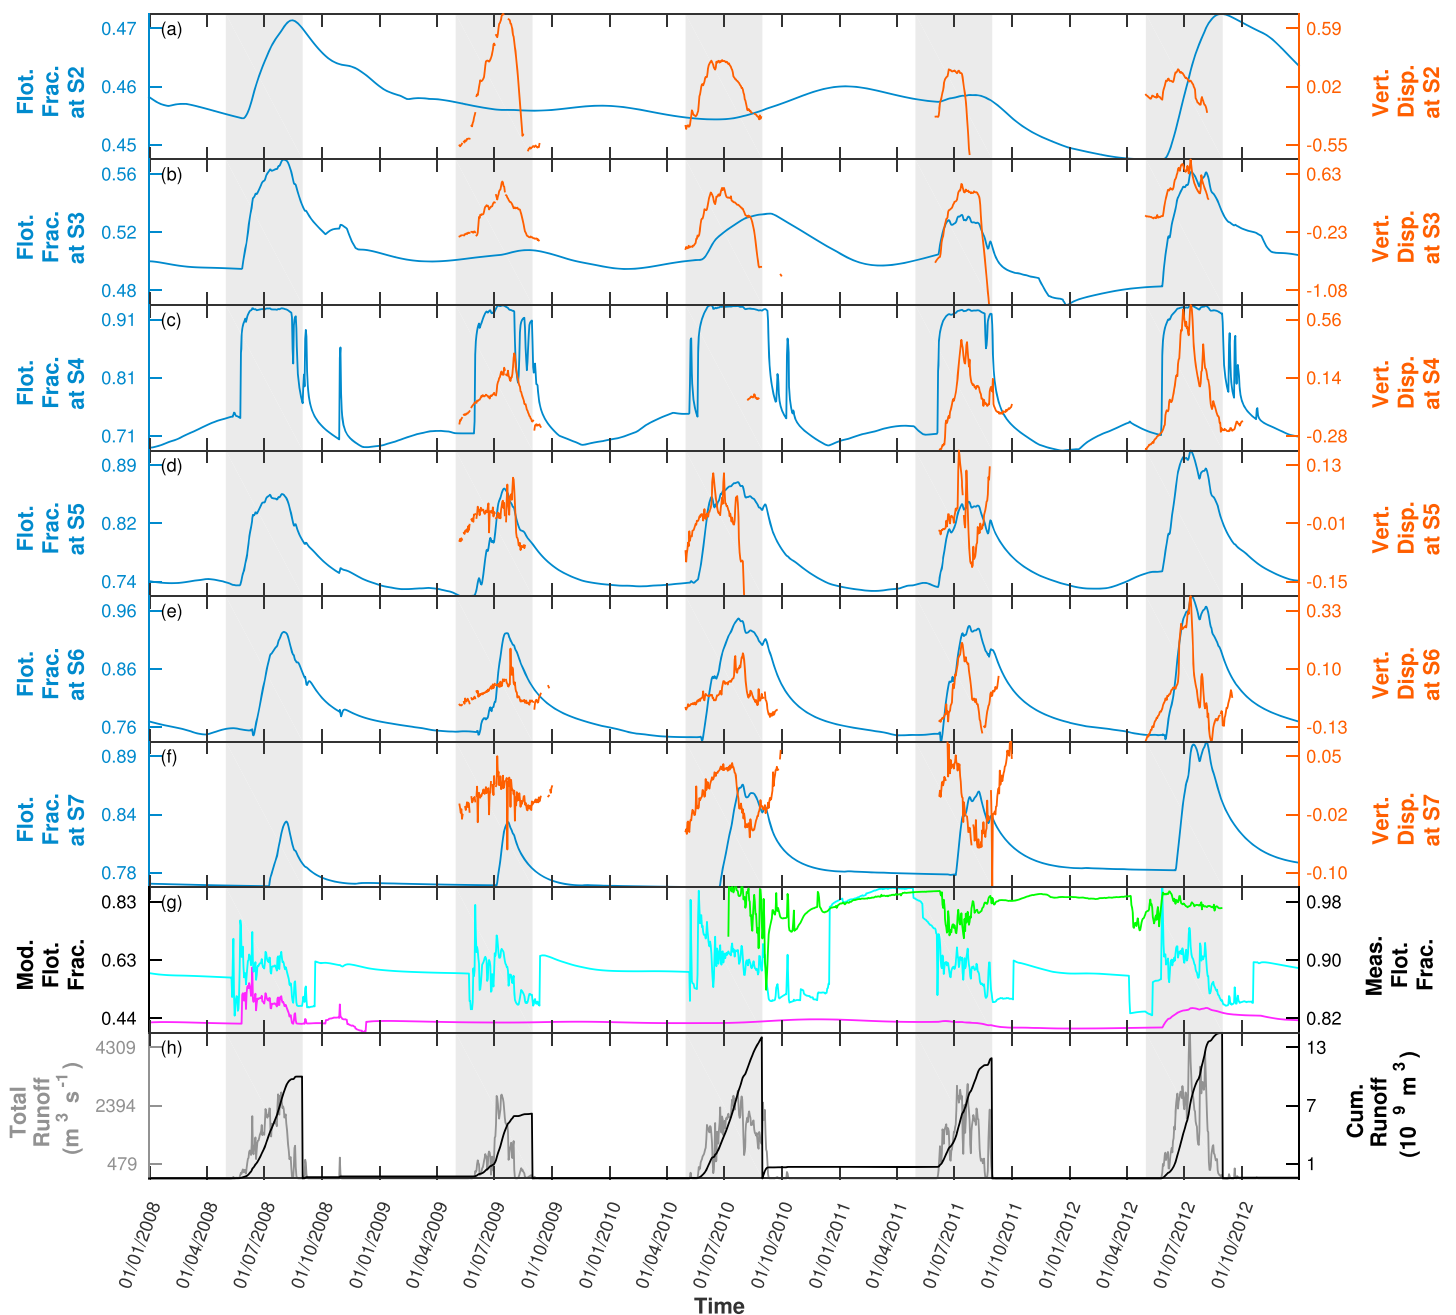 (a)
Flot.
Frac.
at S2
0.47
0.46
0.45
0.59
0.02
-0.55
Vert.
Disp.
at S2
(b)
Flot.
Frac.
at S3
0.56
0.52
0.48
0.63
-0.23
-1.08
Vert.
Disp.
at S3
(c)
Flot.
Frac.
at S4
0.91
0.81
0.71
0.56
0.14
-0.28
Vert.
Disp.
at S4
(d)
Flot.
Frac.
at S5
0.89
0.82
0.74
0.13
-0.01
-0.15
Vert.
Disp.
at S5
(e)
Flot.
Frac.
at S6
0.96
0.86
0.76
0.33
0.10
-0.13
Vert.
Disp.
at S6
(f)
Flot.
Frac.
at S7
0.89
0.84
0.78
0.05
-0.02
-0.10
Vert.
Disp.
at S7
(g)
Mod.
Flot.
Frac.
0.83
0.63
0.44
0.98
0.90
0.82
Meas.
Flot.
Frac.
(h)
Total
Runoff
(m³ s⁻¹)
4309
2394
479
13
7
1
Cum.
Runoff
(10⁹ m³)
01/01/2008
01/04/2008
01/07/2008
01/10/2008
01/01/2009
01/04/2009
01/07/2009
01/10/2009
01/01/2010
01/04/2010
01/07/2010
01/10/2010
01/01/2011
01/04/2011
01/07/2011
01/10/2011
01/01/2012
01/04/2012
01/07/2012
01/10/2012
Time